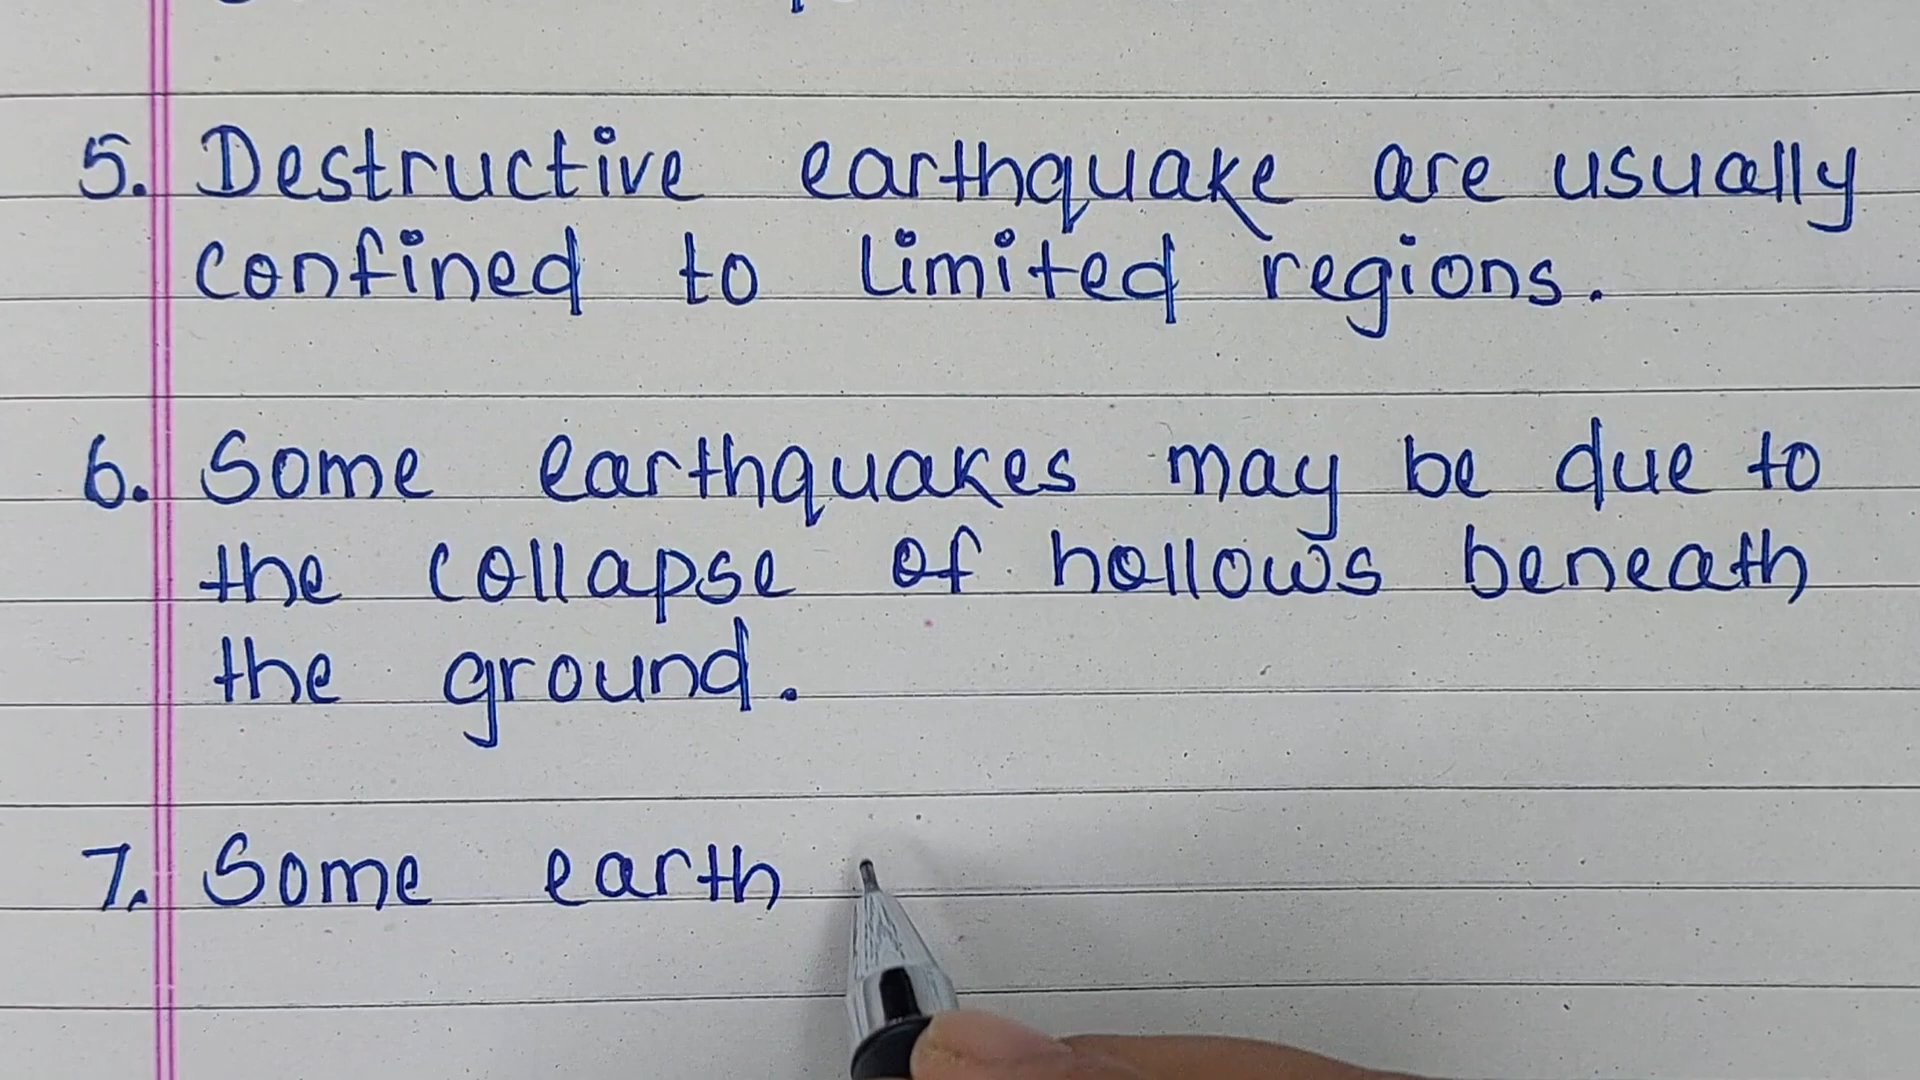 5. Destructive earthquake are usually
confined to limited regions.
6. Some earthquakes may be due to
the collapse of hollows beneath
the ground.
7. Some earth